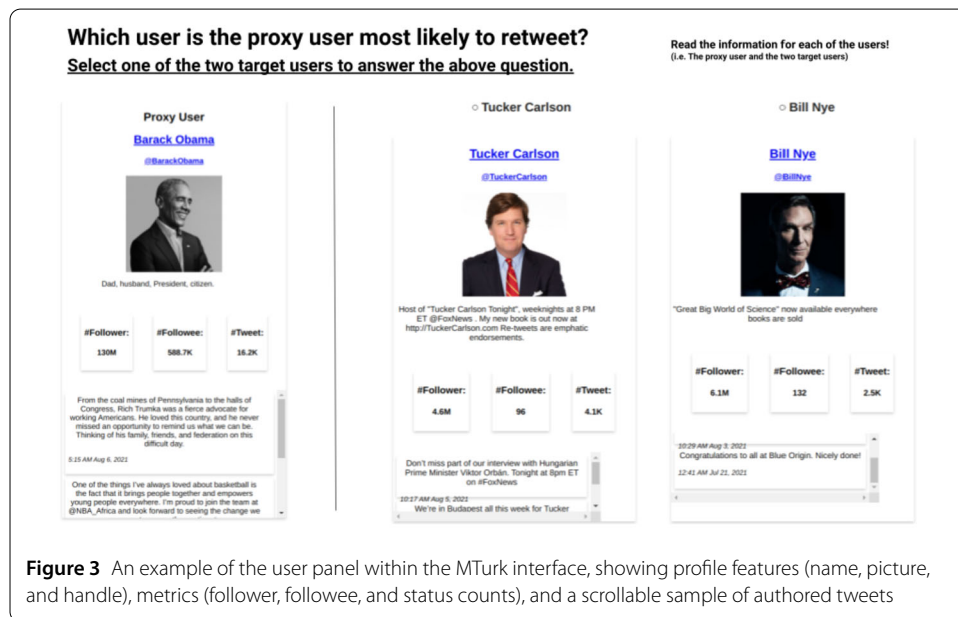 Which user is the proxy user most likely to retweet?
Select one of the two target users to answer the above question.
Read the information for each of the users!
(i.e. The proxy user and the two target users)
Proxy User
Barack Obama
@BarackObama
Dad, husband, President, citizen.
#Follower:
130M
#Followee:
588.7K
#Tweet:
16.2K
From the coal mines of Pennsylvania to the halls of
Congress, Rich Trumka was a fierce advocate for
working Americans. He loved this country, and he never
missed an opportunity to remind us what we can be.
Thinking of his family, friends, and federation on this
difficult day.
5:15 AM Aug 6, 2021
One of the things I've always loved about basketball is
the fact that it brings people together and empowers
young people everywhere. I'm proud to join the team at
@NBA_Africa and look forward to seeing the change we
Tucker Carlson
Tucker Carlson
@TuckerCarlson
Host of "Tucker Carlson Tonight", weeknights at 8 PM
ET @FoxNews . My new book is out now at
http://TuckerCarlson.com Re-tweets are emphatic
endorsements.
#Follower:
4.6M
#Followee:
96
#Tweet:
4.1K
Don't miss part of our interview with Hungarian
Prime Minister Viktor Orbán. Tonight at 8pm ET
on #FoxNews
10:17 AM Aug 5, 2021
We're in Budapest all this week for Tucker
Bill Nye
Bill Nye
@BillNye
"Great Big World of Science" now available everywhere
books are sold
#Follower:
6.1M
#Followee:
132
#Tweet:
2.5K
10:29 AM Aug 3, 2021
Congratulations to all at Blue Origin. Nicely done!
12:41 AM Jul 21, 2021
Figure 3 An example of the user panel within the MTurk interface, showing profile features (name, picture,
and handle), metrics (follower, followee, and status counts), and a scrollable sample of authored tweets